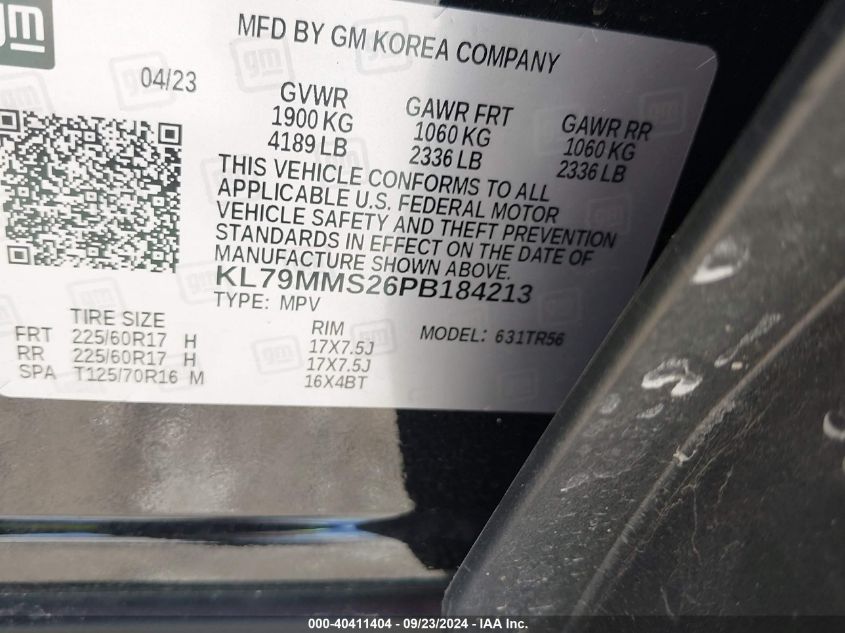 gm
MFD BY GM KOREA COMPANY
04/23
GVWR GAWR FRT GAWR RR
1900 KG 1060 KG 1060 KG
4189 LB 2336 LB 2336 LB
THIS VEHICLE CONFORMS TO ALL
APPLICABLE U.S. FEDERAL MOTOR
VEHICLE SAFETY AND THEFT PREVENTION
STANDARDS IN EFFECT ON THE DATE OF
MANUFACTURE SHOWN ABOVE.
KL79MMS26PB184213
TYPE: MPV
TIRE SIZE RIM MODEL: 631TR56
FRT 225/60R17 H 17X7.5J
RR 225/60R17 H 17X7.5J
SPA T125/70R16 M 16X4BT
000-40411404 - 09/23/2024 - IAA Inc.